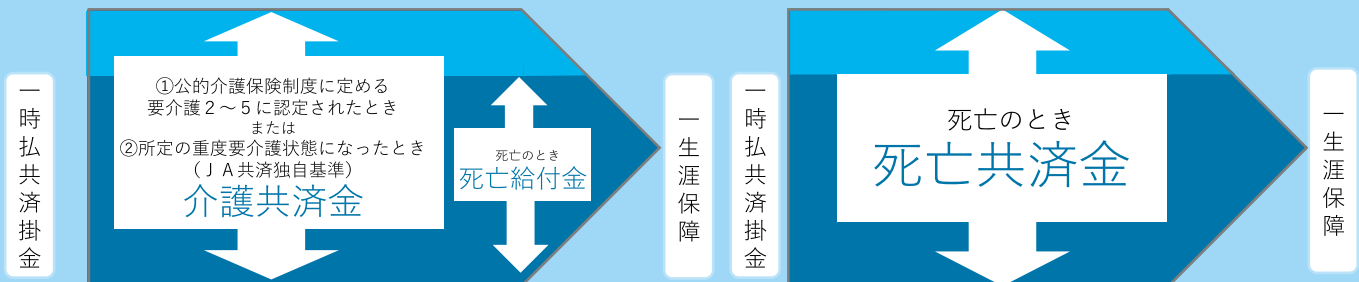 一時払共済掛金
①公的介護保険制度に定める
要介護2〜5に認定されたとき
または
②所定の重度要介護状態になったとき
(JA共済独自基準)
介護共済金
死亡のとき
死亡給付金
一生涯保障
一時払共済掛金
死亡のとき
死亡共済金
一生涯保障